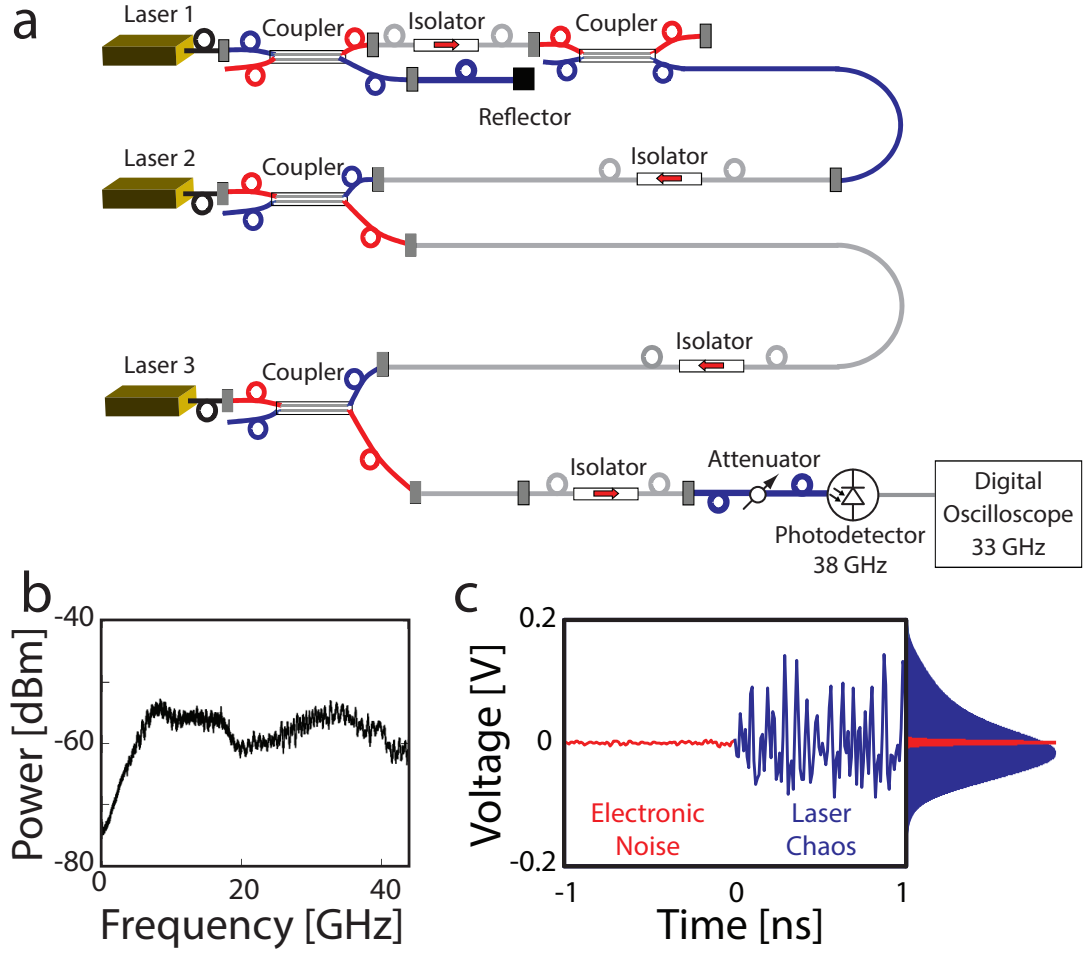 a
Laser 1
Coupler
Isolator
Coupler
Reflector
Laser 2
Coupler
Isolator
Laser 3
Coupler
Isolator
Isolator
Attenuator
Photodetector
38 GHz
Digital
Oscilloscope
33 GHz
b
Power [dBm]
-40
-60
-80
0
20
40
Frequency [GHz]
c
Voltage [V]
0.2
0
-0.2
Electronic
Noise
Laser
Chaos
-1
0
1
Time [ns]